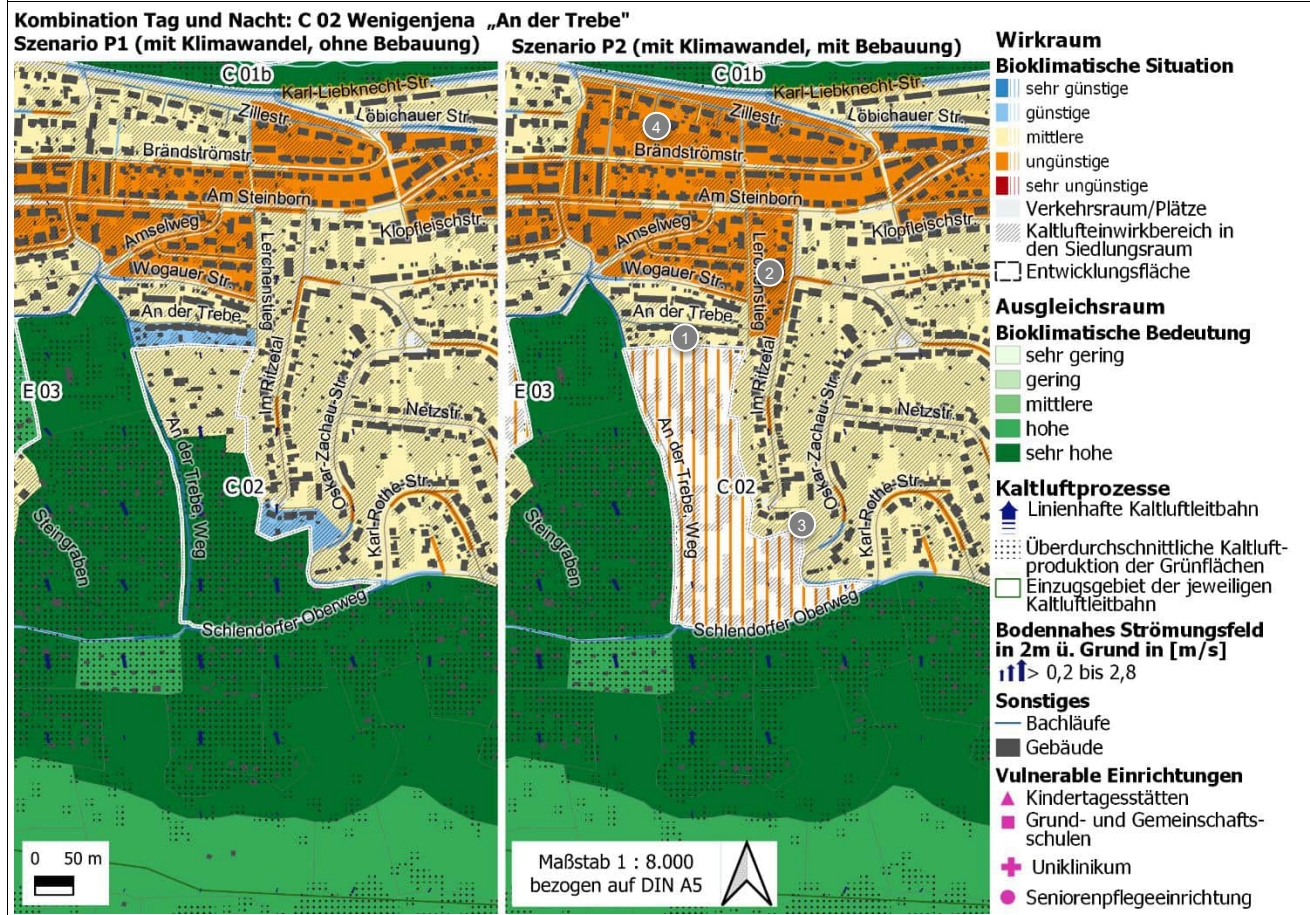 Kombination Tag und Nacht: C 02 Wenigenjena „An der Trebe"
Szenario P1 (mit Klimawandel, ohne Bebauung)
C 01b
Karl-Liebknecht-Str.
Zillestr.
Löbichauer Str.
Brändströmstr.
Am Steinborn
Amselweg
Klopfleischstr.
Lerchenstieg
Wogauer Str.
An der Trebe
Im Ritzetal
E 03
Netzstr.
An der Trebe, Weg
Oskar-Zachau-Str.
C 02
Karl-Rothe-Str.
Steingraben
Schlendorfer Oberweg
0 50 m
Szenario P2 (mit Klimawandel, mit Bebauung)
C 01b
Karl-Liebknecht-Str.
Zillestr.
4
Löbichauer Str.
Brändströmstr.
Am Steinborn
Amselweg
Klopfleischstr.
Lerchenstieg
2
Wogauer Str.
An der Trebe
1
Im Ritzetal
E 03
Netzstr.
An der Trebe, Weg
Oskar-Zachau-Str.
C 02
3
Karl-Rothe-Str.
Steingraben
Schlendorfer Oberweg
Maßstab 1 : 8.000
bezogen auf DIN A5
Wirkraum
Bioklimatische Situation
sehr günstige
günstige
mittlere
ungünstige
sehr ungünstige
Verkehrsraum/Plätze
Kaltlufteinwirkbereich in
den Siedlungsraum
Entwicklungsfläche
Ausgleichsraum
Bioklimatische Bedeutung
sehr gering
gering
mittlere
hohe
sehr hohe
Kaltluftprozesse
Linienhafte Kaltluftleitbahn
Überdurchschnittliche Kaltluft-
produktion der Grünflächen
Einzugsgebiet der jeweiligen
Kaltluftleitbahn
Bodennahes Strömungsfeld
in 2m ü. Grund in [m/s]
> 0,2 bis 2,8
Sonstiges
Bachläufe
Gebäude
Vulnerable Einrichtungen
Kindertagesstätten
Grund- und Gemeinschafts-
schulen
Uniklinikum
Seniorenpflegeeinrichtung